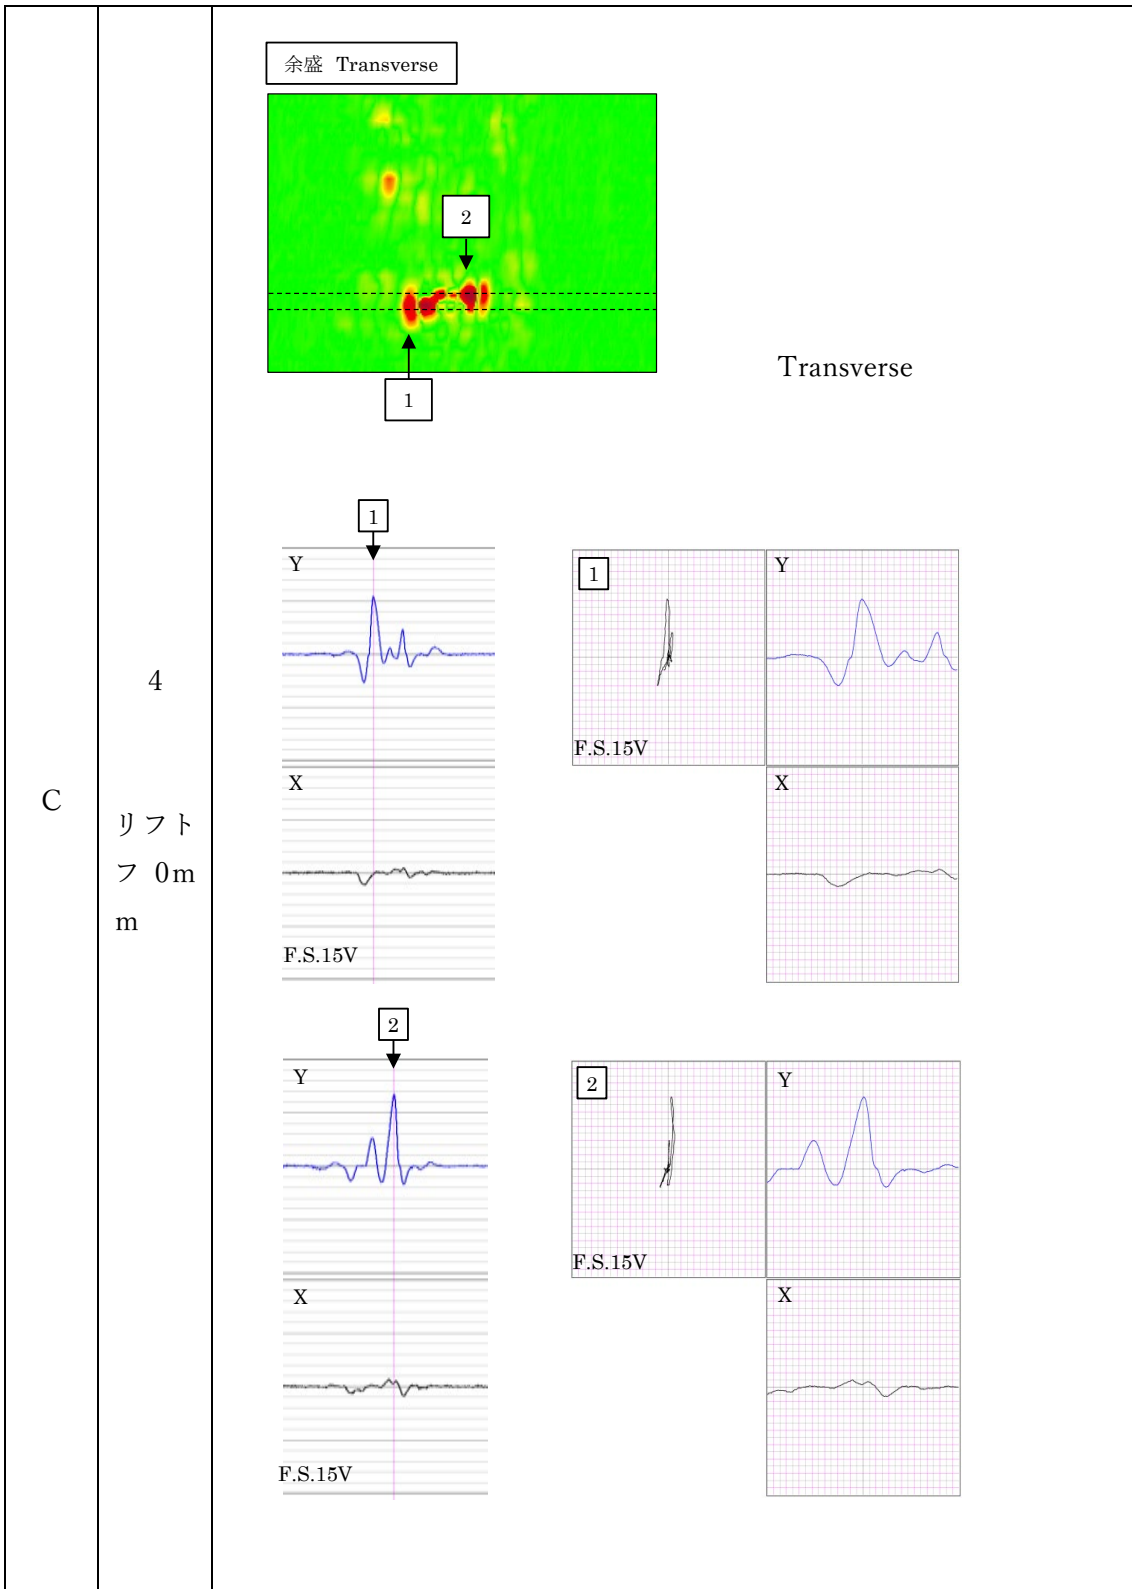 余盛 Transverse
2
1
Transverse
C
4
リフト
フ 0m
m
1
Y
X
F.S.15V
1
F.S.15V
Y
X
2
Y
X
F.S.15V
2
F.S.15V
Y
X